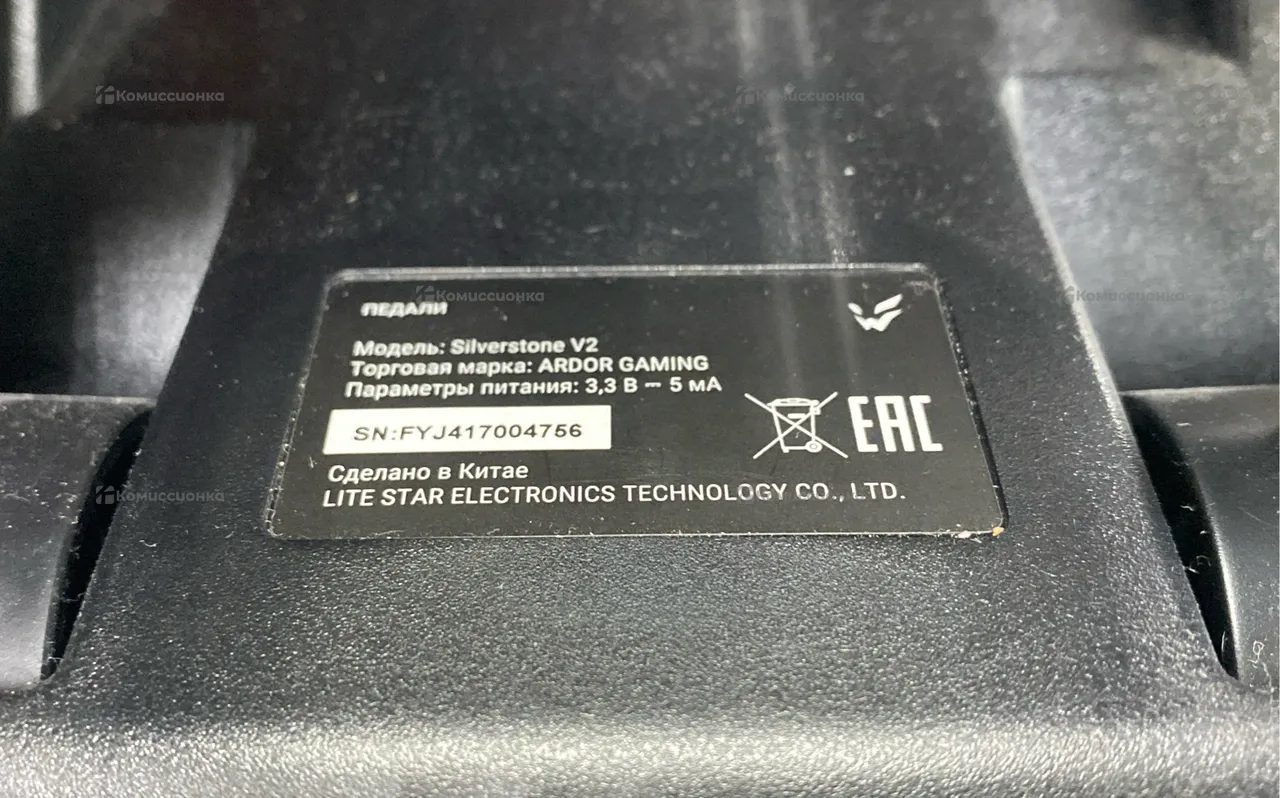 Комиссионка
Комиссионка
Комиссионка
Комиссионка
ПЕДАЛИ
Модель: Silverstone V2
Торговая марка: ARDOR GAMING
Параметры питания: 3,3 В ⎓ 5 мА
SN:FYJ417004756
EAC
Сделано в Китае
LITE STAR ELECTRONICS TECHNOLOGY CO., LTD.
Комиссионка